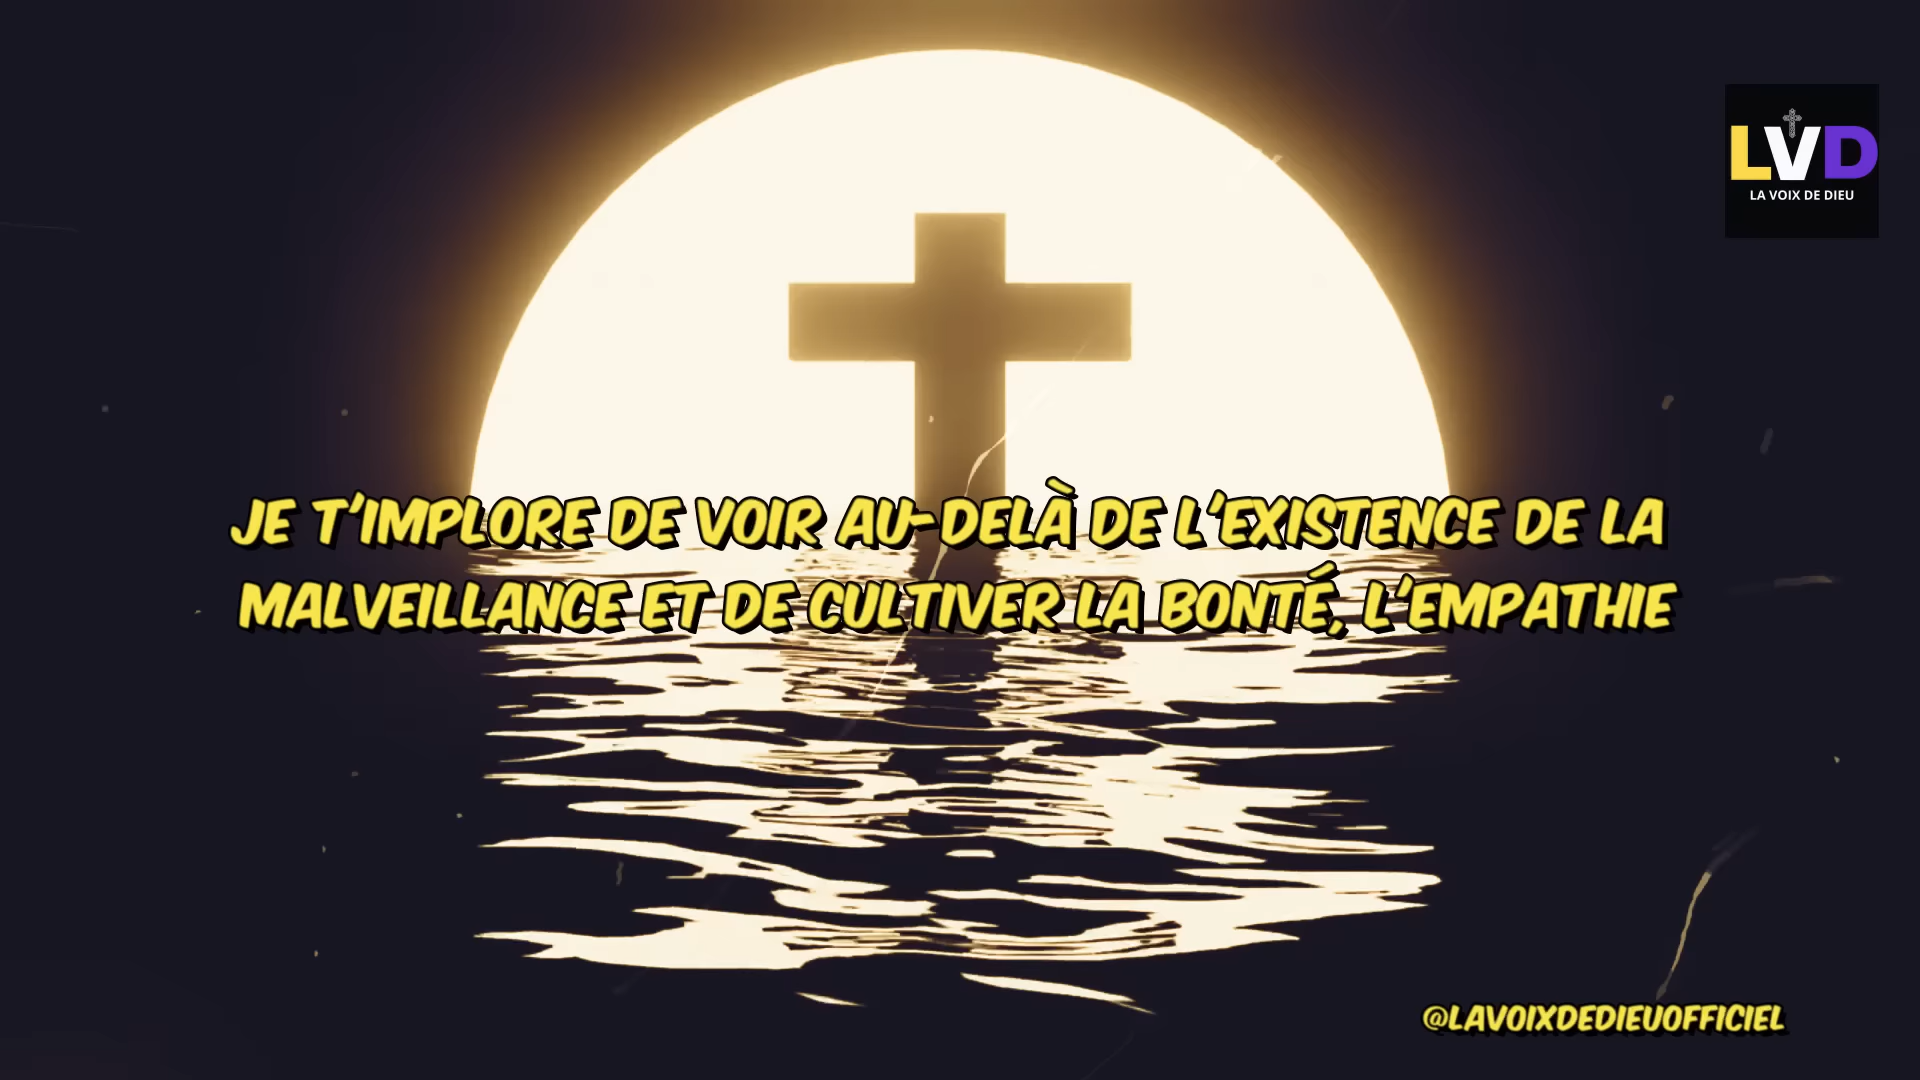 LVD
LA VOIX DE DIEU
JE T'IMPLORE DE VOIR AU-DELÀ DE L'EXISTENCE DE LA
MALVEILLANCE ET DE CULTIVER LA BONTÉ, L'EMPATHIE
@LAVOIXDEDIEUOFFICIEL